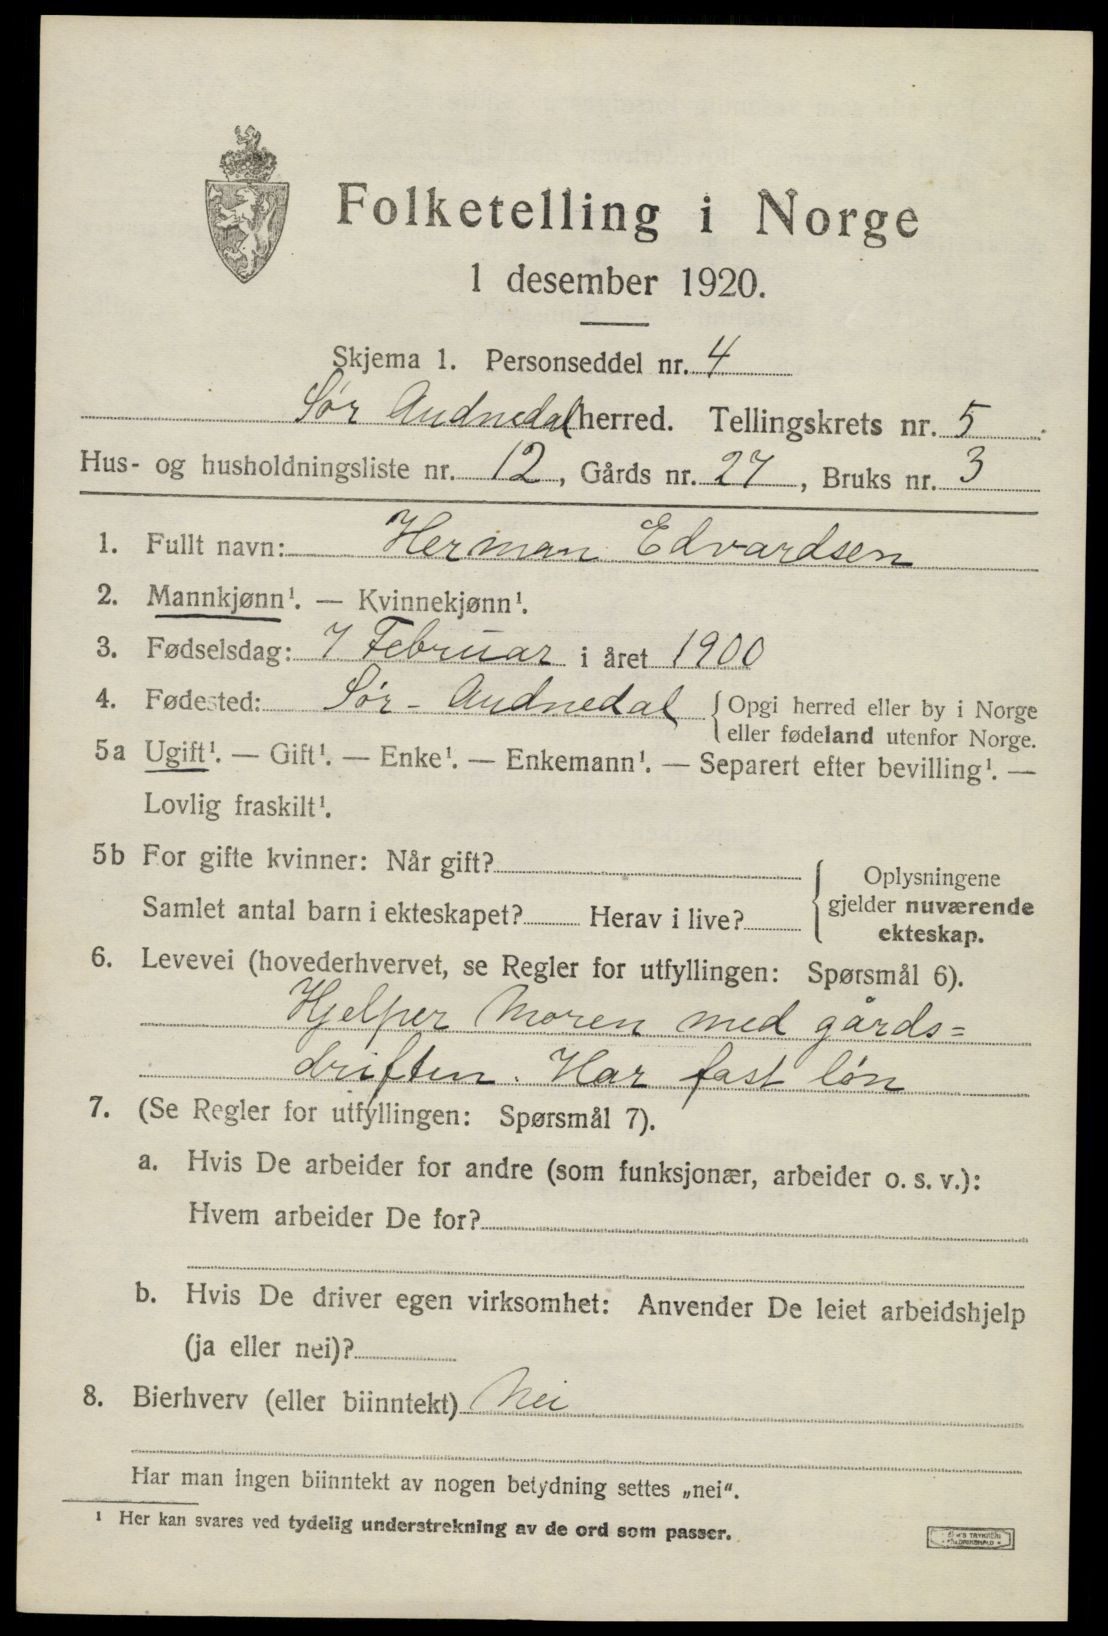 Folketelling i Norge
1 desember 1920.
Skjema 1. Personseddel nr. 4
Sør Audnedal herred. Tellingskrets nr. 5
Hus- og husholdningsliste nr. 12, Gårds nr. 27, Bruks nr. 3
1. Fullt navn: Herman Edvardsen
2. Mannkjønn¹. — Kvinnekjønn¹.
3. Fødselsdag: 7 Februar i året 1900
4. Fødested: Sør - Audnedal { Opgi herred eller by i Norge
eller fødeland utenfor Norge.
5a Ugift¹. — Gift¹. — Enke¹. — Enkemann¹. — Separert efter bevilling¹. —
Lovlig fraskilt¹.
5b For gifte kvinner: Når gift?
Samlet antal barn i ekteskapet? Herav i live?
{ Oplysningene
gjelder nuværende
ekteskap.
6. Levevei (hovederhvervet, se Regler for utfyllingen: Spørsmål 6).
Hjelper moren med gårds=
driften. Har fast løn
7. (Se Regler for utfyllingen: Spørsmål 7).
a. Hvis De arbeider for andre (som funksjonær, arbeider o. s. v.):
Hvem arbeider De for?
b. Hvis De driver egen virksomhet: Anvender De leiet arbeidshjelp
(ja eller nei)?
8. Bierhverv (eller biinntekt) Nei
Har man ingen biinntekt av nogen betydning settes „nei".
¹ Her kan svares ved tydelig understrekning av de ord som passer.